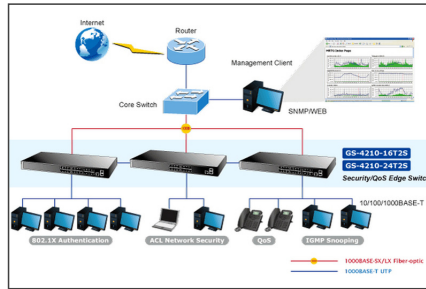 Internet
Router
Management Client
Core Switch
SNMP/WEB
GS-4210-16T2S
GS-4210-24T2S
Security/QoS Edge Switch
10/100/1000BASE-T
802.1X Authentication
ACL Network Security
QoS
IGMP Snooping
1000BASE-SX/LX Fiber-optic
1000BASE-T UTP